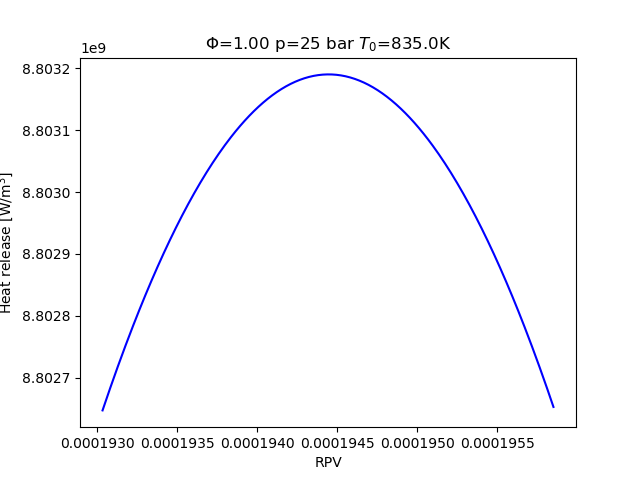 Φ=1.00 p=25 bar T₀=835.0K
1e9
8.8032
8.8031
8.8030
8.8029
8.8028
8.8027
Heat release [W/m³]
0.0001930 0.0001935 0.0001940 0.0001945 0.0001950 0.0001955
RPV